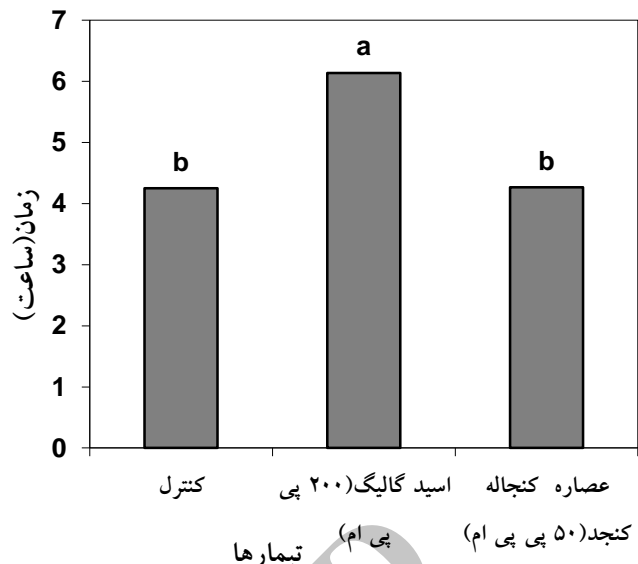 7
a
6
5
b
b
4
3
2
1
0
زمان(ساعت)
کنترل
اسید گالیگ(۲۰۰ پی
پی ام)
عصاره کنجاله
کنجد(۵۰ پی پی ام)
تیمارها